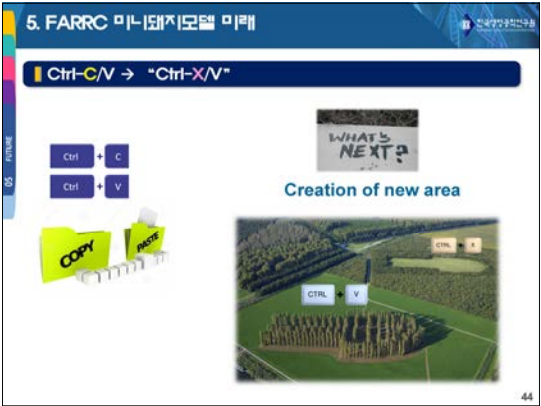 5. FARRC 미니돼지모델 미래
Ctrl-C/V → “Ctrl-X/V”
05 FUTURE
Ctrl + C
Ctrl + V
COPY
PASTE
WHAT'S
NEXT?
Creation of new area
CTRL + X
CTRL + V
44